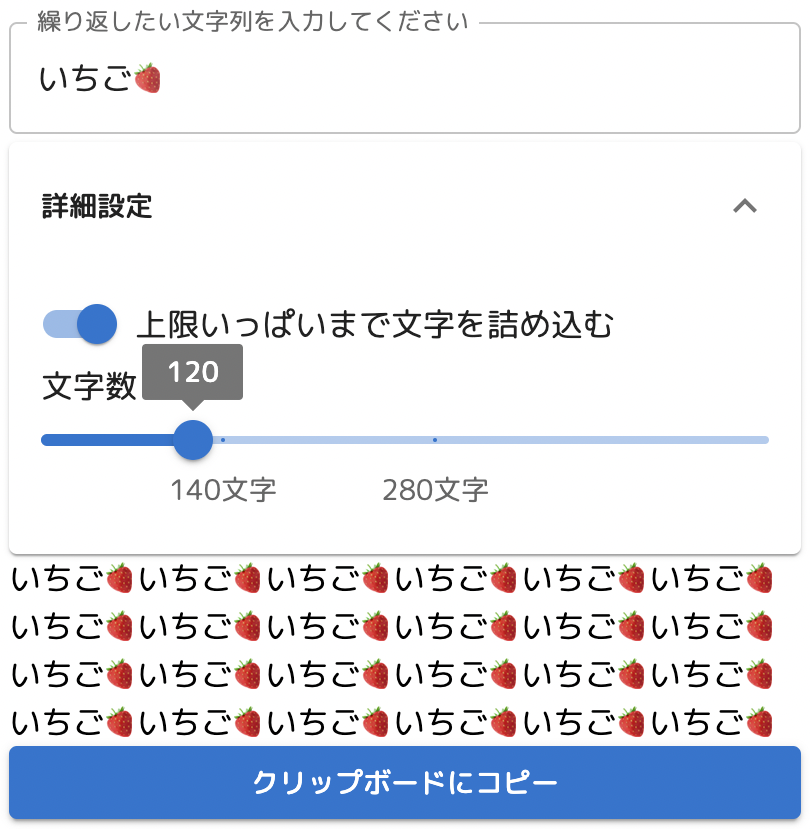 繰り返したい文字列を入力してください
いちご🍓
詳細設定
上限いっぱいまで文字を詰め込む
文字数
120
140文字 280文字
いちご🍓いちご🍓いちご🍓いちご🍓いちご🍓いちご🍓
いちご🍓いちご🍓いちご🍓いちご🍓いちご🍓いちご🍓
いちご🍓いちご🍓いちご🍓いちご🍓いちご🍓いちご🍓
いちご🍓いちご🍓いちご🍓いちご🍓いちご🍓いちご🍓
クリップボードにコピー